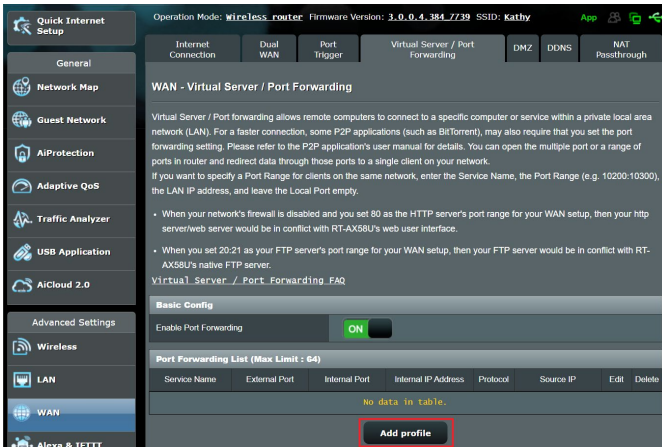 Quick Internet
Setup
Operation Mode: Wireless router Firmware Version: 3.0.0.4.384_7739 SSID: Kathy
App
General
Network Map
Guest Network
AiProtection
Adaptive QoS
Traffic Analyzer
USB Application
AiCloud 2.0
Advanced Settings
Wireless
LAN
WAN
Alexa & IFTTT
Internet
Connection
Dual
WAN
Port
Trigger
Virtual Server / Port
Forwarding
DMZ
DDNS
NAT
Passthrough
WAN - Virtual Server / Port Forwarding
Virtual Server / Port forwarding allows remote computers to connect to a specific computer or service within a private local area
network (LAN). For a faster connection, some P2P applications (such as BitTorrent), may also require that you set the port
forwarding setting. Please refer to the P2P application's user manual for details. You can open the multiple port or a range of
ports in router and redirect data through those ports to a single client on your network.
If you want to specify a Port Range for clients on the same network, enter the Service Name, the Port Range (e.g. 10200:10300),
the LAN IP address, and leave the Local Port empty.
• When your network's firewall is disabled and you set 80 as the HTTP server's port range for your WAN setup, then your http
server/web server would be in conflict with RT-AX58U's web user interface.
• When you set 20:21 as your FTP server's port range for your WAN setup, then your FTP server would be in conflict with RT-
AX58U's native FTP server.
Virtual Server / Port Forwarding FAQ
Basic Config
Enable Port Forwarding
ON
Port Forwarding List (Max Limit : 64)
Service Name External Port Internal Port Internal IP Address Protocol Source IP Edit Delete
No data in table.
Add profile